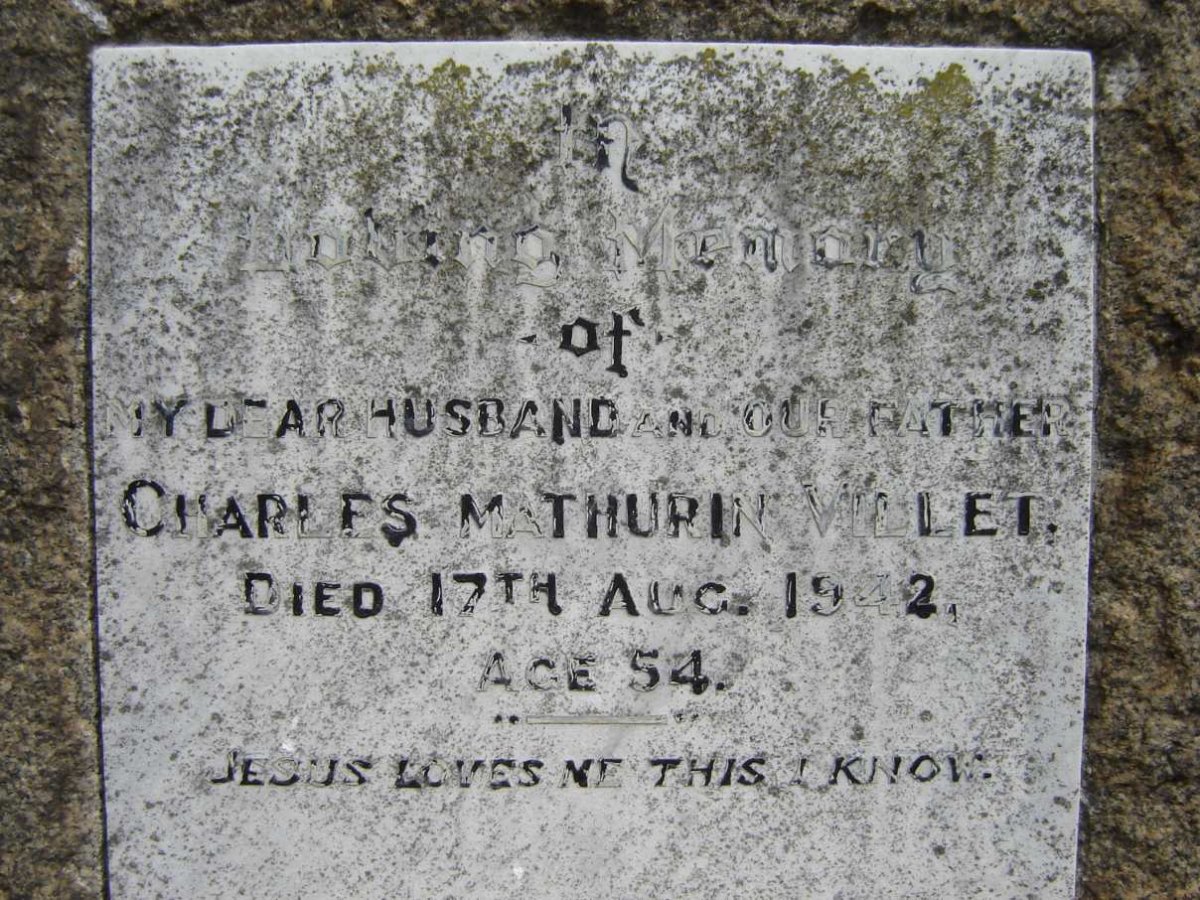 In
Loving Memory
of
MY DEAR HUSBAND AND OUR FATHER
CHARLES MATHURIN VILLET.
DIED 17TH AUG. 1942,
AGE 54.
"JESUS LOVES ME THIS I KNOW."